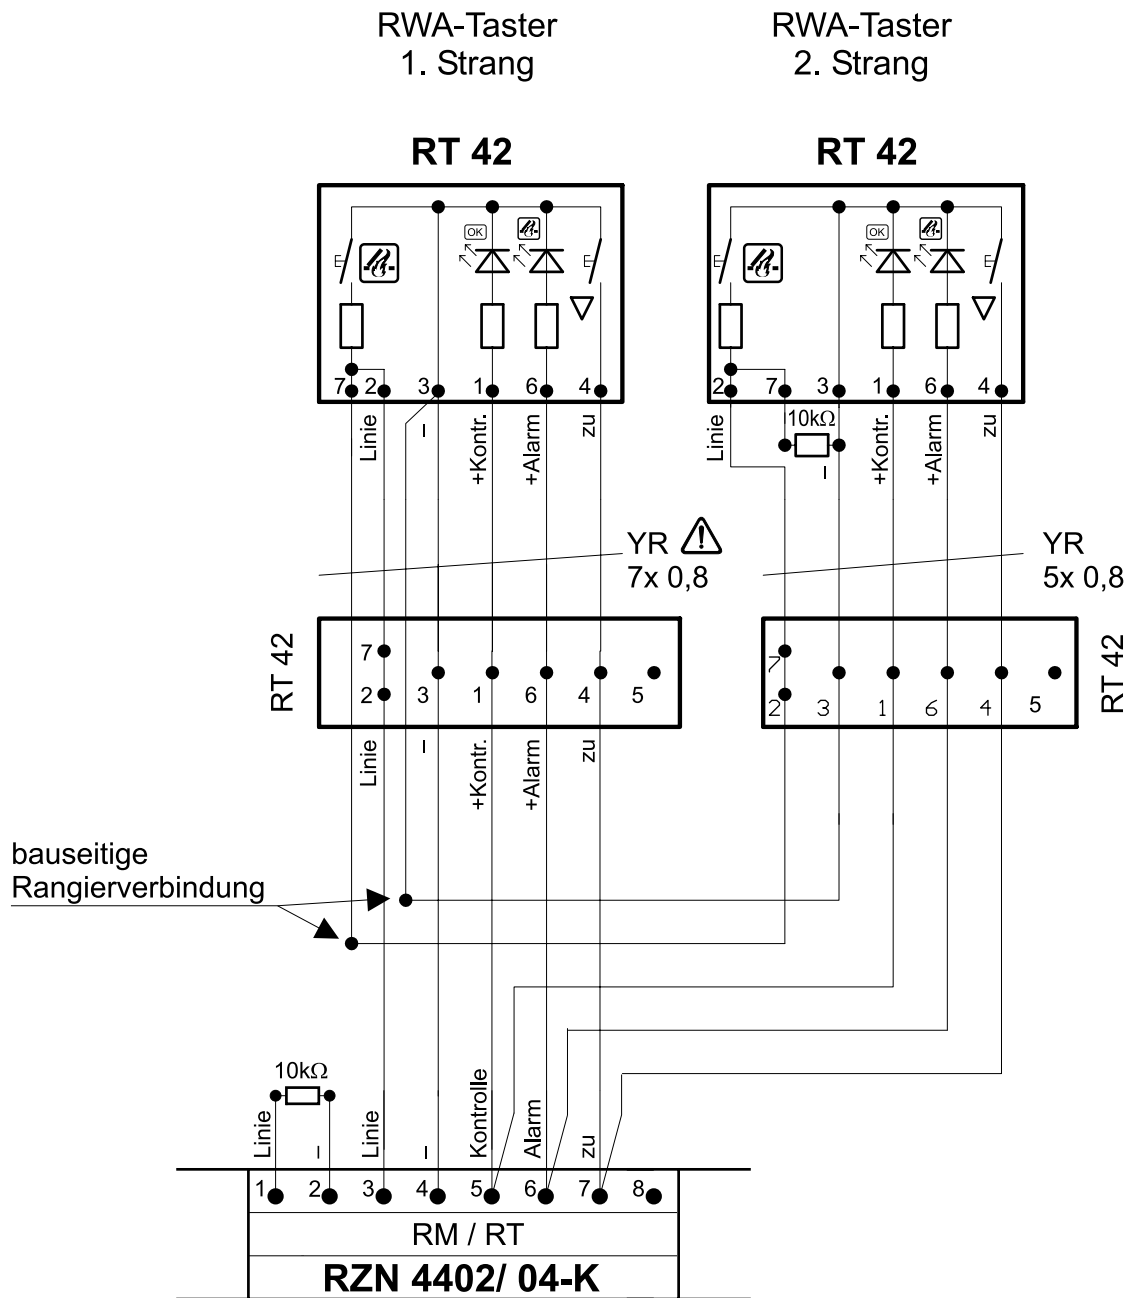 RWA-Taster
1. Strang
RWA-Taster
2. Strang
RT 42
RT 42
OK
OK
7 2 3 1 6 4
2 7 3 1 6 4
Linie
–
+Kontr.
+Alarm
zu
Linie
10kΩ
–
+Kontr.
+Alarm
zu
YR
7x 0,8
YR
5x 0,8
RT 42
7
2 3 1 6 4 5
7
2 3 1 6 4 5
RT 42
Linie
–
+Kontr.
+Alarm
zu
bauseitige
Rangierverbindung
10kΩ
Linie
–
Linie
–
Kontrolle
Alarm
zu
1 2 3 4 5 6 7 8
RM / RT
RZN 4402/ 04-K